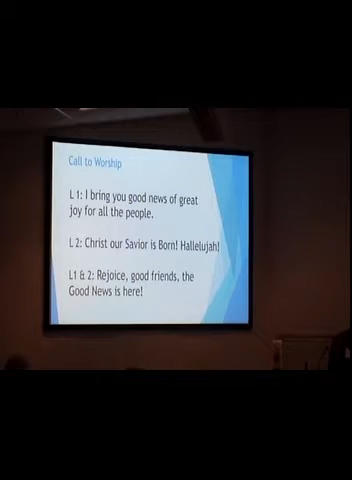 Call to Worship
L 1: I bring you good news of great
joy for all the people.
L 2: Christ our Savior is Born! Hallelujah!
L1 & 2: Rejoice, good friends, the
Good News is here!